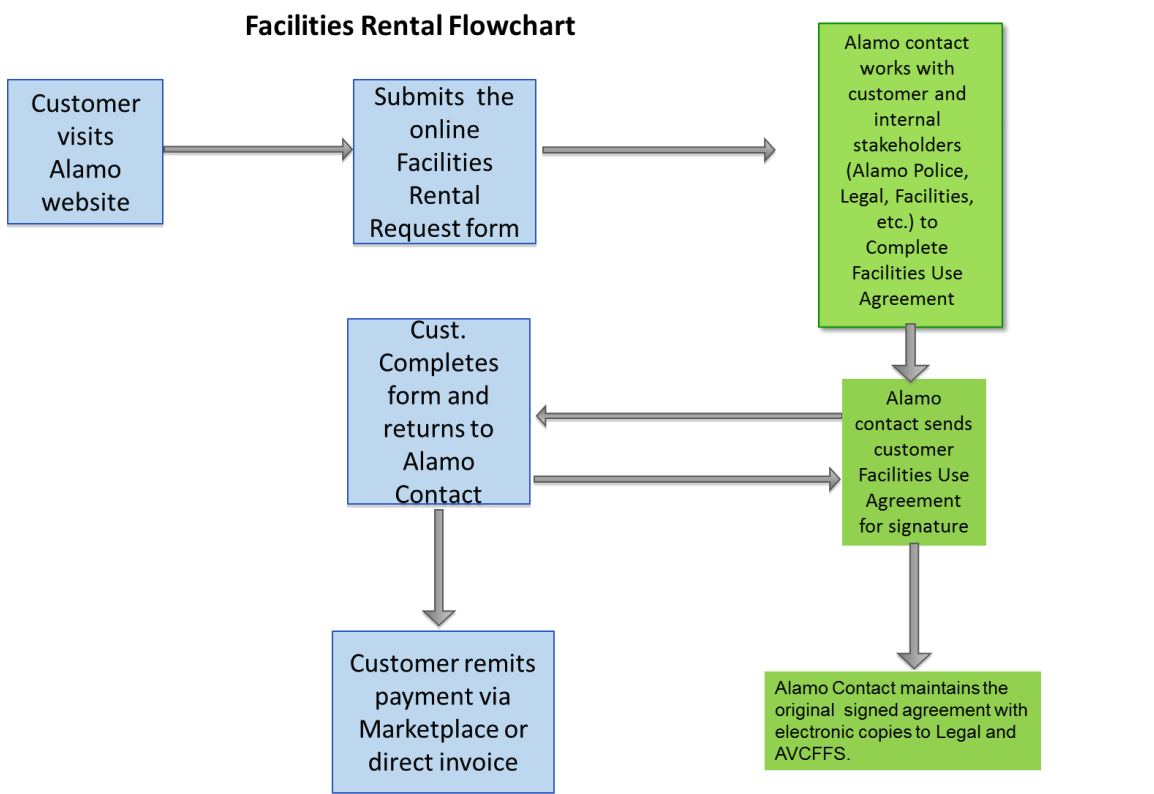 Facilities Rental Flowchart
Customer
visits
Alamo
website
Submits the
online
Facilities
Rental
Request form
Alamo contact
works with
customer and
internal
stakeholders
(Alamo Police,
Legal, Facilities,
etc.) to
Complete
Facilities Use
Agreement
Alamo
contact sends
customer
Facilities Use
Agreement
for signature
Cust.
Completes
form and
returns to
Alamo
Contact
Customer remits
payment via
Marketplace or
direct invoice
Alamo Contact maintains the
original signed agreement with
electronic copies to Legal and
AVCFFS.